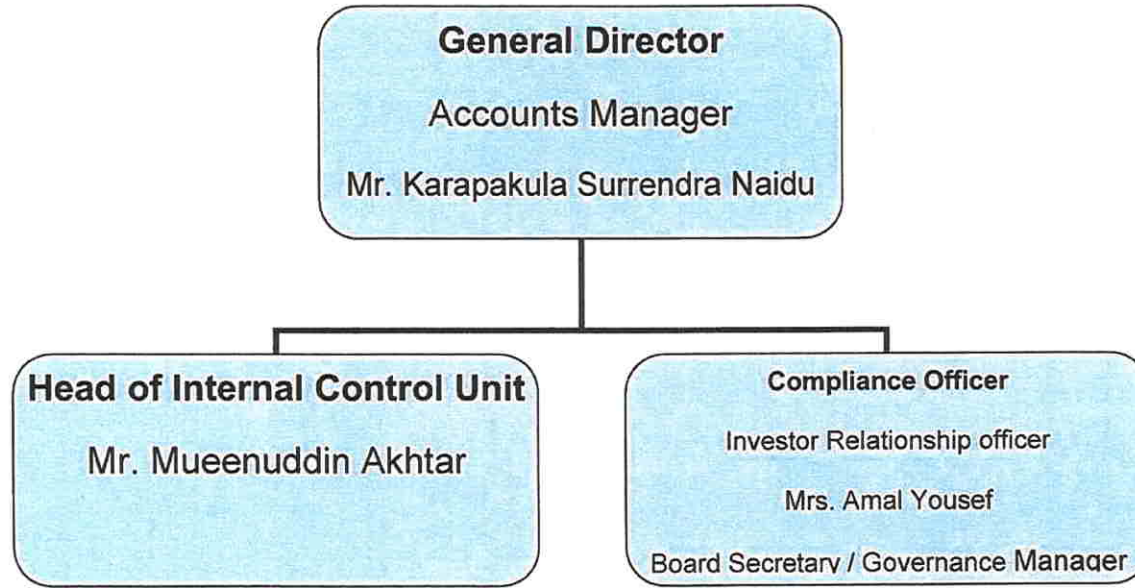 General Director
Accounts Manager
Mr. Karapakula Surrendra Naidu
Head of Internal Control Unit
Mr. Mueenuddin Akhtar
Compliance Officer
Investor Relationship officer
Mrs. Amal Yousef
Board Secretary / Governance Manager